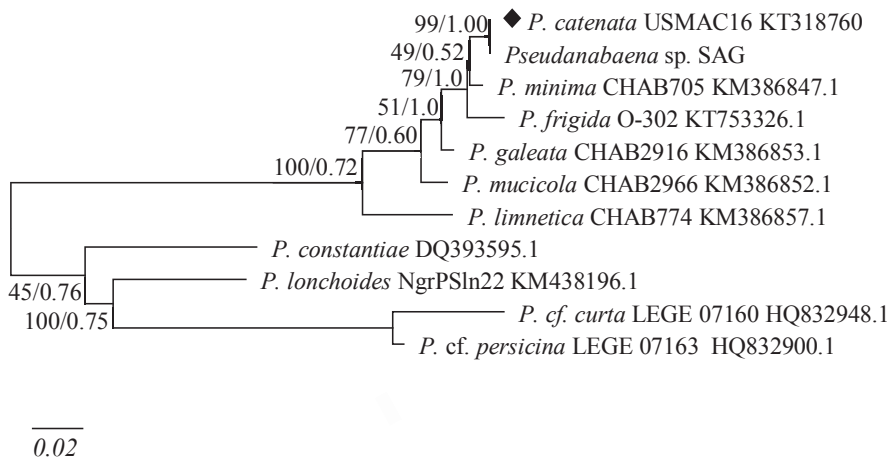 99/1.00
◆ P. catenata USMAC16 KT318760
49/0.52
Pseudanabaena sp. SAG
79/1.0
P. minima CHAB705 KM386847.1
51/1.0
P. frigida O-302 KT753326.1
77/0.60
P. galeata CHAB2916 KM386853.1
100/0.72
P. mucicola CHAB2966 KM386852.1
P. limnetica CHAB774 KM386857.1
P. constantiae DQ393595.1
45/0.76
P. lonchoides NgrPSln22 KM438196.1
100/0.75
P. cf. curta LEGE 07160 HQ832948.1
P. cf. persicina LEGE 07163 HQ832900.1
0.02